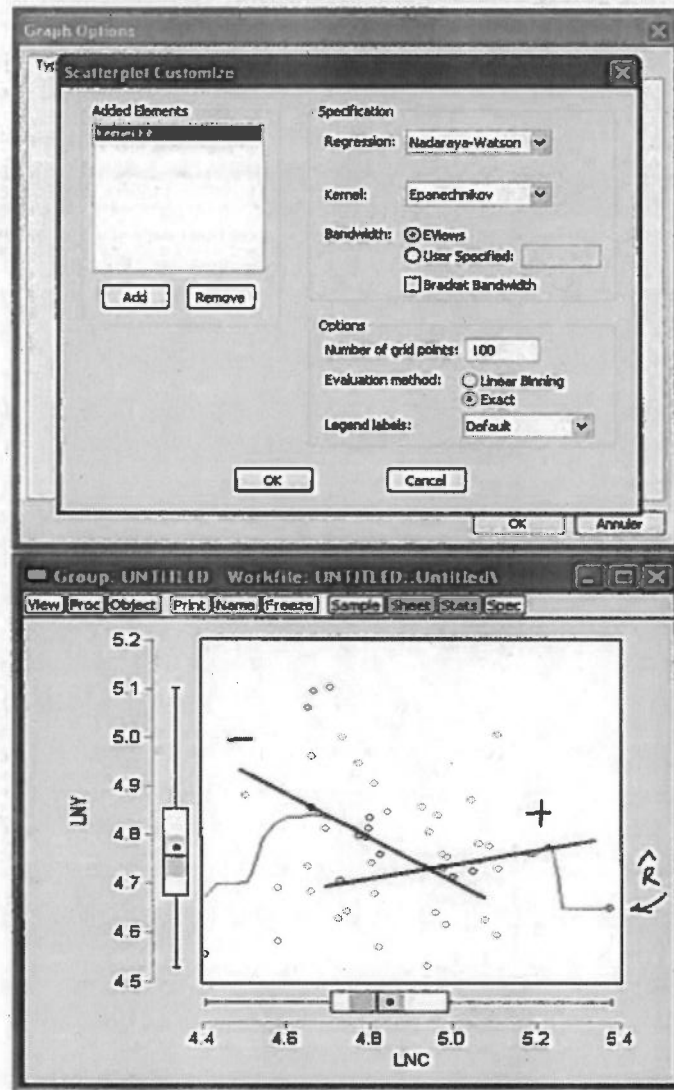 Graph Options
Typ
Scatterplot Customize
Added Elements
Kernel Fit
Add
Remove
Specification
Regression: Nadaraya-Watson
Kernel: Epanechnikov
Bandwidth: EViews
User Specified:
Bracket Bandwidth
Options
Number of grid points: 100
Evaluation method: Linear Binning
Exact
Legend labels: Default
OK
Cancel
OK
Annuler
Group: UNTITLED Workfile: UNTITLED::Untitled\
View Proc Object Print Name Freeze Sample Sheet Stats Spec
5.2
5.1
5.0
4.9
4.8
4.7
4.6
4.5
LNY
−
+
4.4 4.6 4.8 5.0 5.2 5.4
LNC